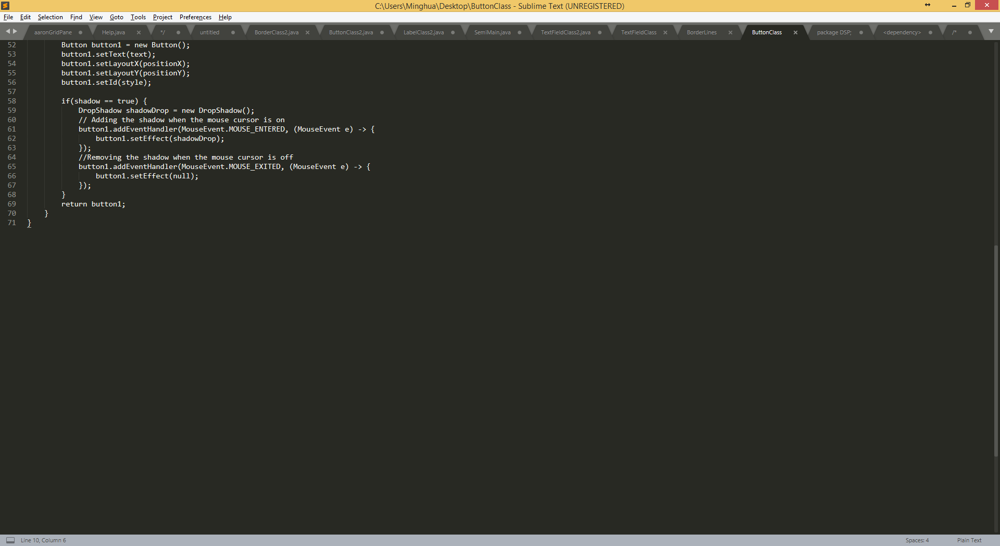 C:\Users\Minghua\Desktop\ButtonClass - Sublime Text (UNREGISTERED)
File Edit Selection Find View Goto Tools Project Preferences Help
aaronGridPane Help.java */ untitled BorderClass2.java ButtonClass2.java LabelClass2.java SemiMain.java TextFieldClass2.java TextFieldClass BorderLines ButtonClass package DSP; <dependency> /*
52 Button button1 = new Button();
53 button1.setText(text);
54 button1.setLayoutX(positionX);
55 button1.setLayoutY(positionY);
56 button1.setId(style);
57
58 if(shadow == true) {
59 DropShadow shadowDrop = new DropShadow();
60 // Adding the shadow when the mouse cursor is on
61 button1.addEventHandler(MouseEvent.MOUSE_ENTERED, (MouseEvent e) -> {
62 button1.setEffect(shadowDrop);
63 });
64 //Removing the shadow when the mouse cursor is off
65 button1.addEventHandler(MouseEvent.MOUSE_EXITED, (MouseEvent e) -> {
66 button1.setEffect(null);
67 });
68 }
69 return button1;
70 }
71 }
Line 10, Column 6 Spaces: 4 Plain Text